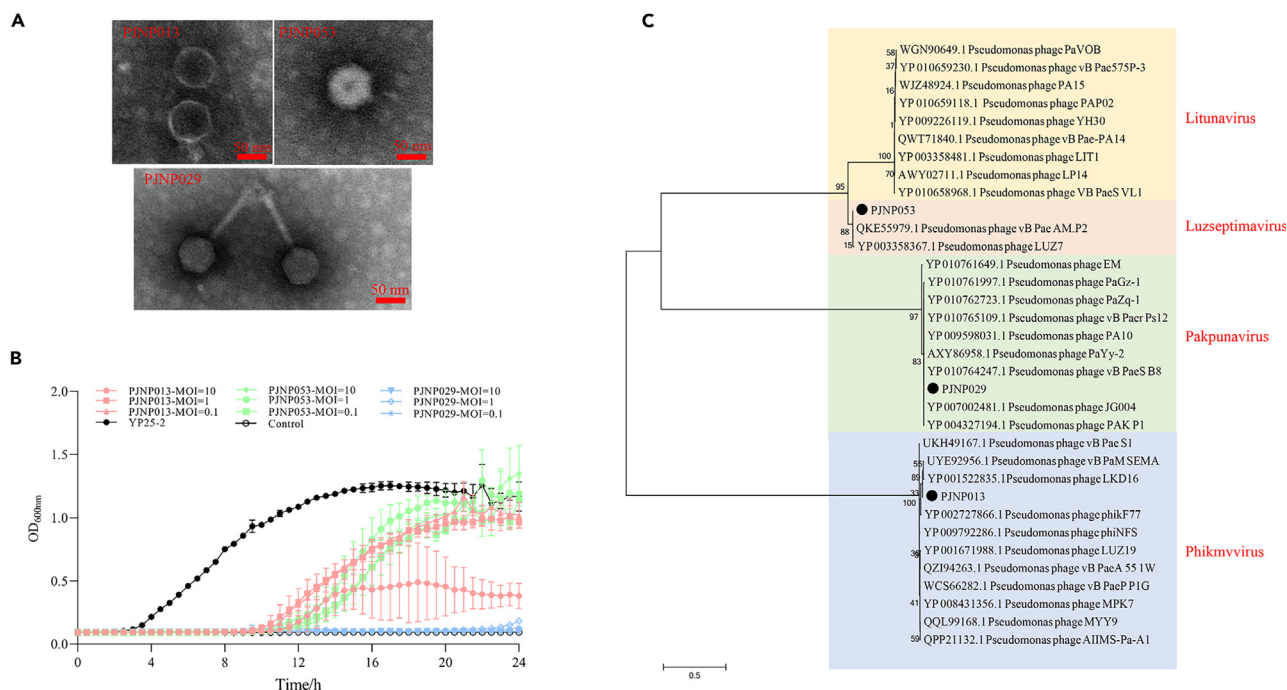 A
PJNP013
50 nm
PJNP053
50 nm
PJNP029
50 nm
B
PJNP013-MOI=10
PJNP013-MOI=1
PJNP013-MOI=0.1
YP25-2
PJNP053-MOI=10
PJNP053-MOI=1
PJNP053-MOI=0.1
Control
PJNP029-MOI=10
PJNP029-MOI=1
PJNP029-MOI=0.1
2.0
1.5
1.0
0.5
0.0
OD600nm
0
4
8
12
16
20
24
Time/h
C
58
WGN90649.1 Pseudomonas phage PaVOB
37
YP 010659230.1 Pseudomonas phage vB Pae575P-3
16
WJZ48924.1 Pseudomonas phage PA15
YP 010659118.1 Pseudomonas phage PAP02
1
YP 009226119.1 Pseudomonas phage YH30
QWT71840.1 Pseudomonas phage vB Pae-PA14
100
YP 003358481.1 Pseudomonas phage LIT1
70
AWY02711.1 Pseudomonas phage LP14
YP 010658968.1 Pseudomonas phage VB PaeS VL1
Litunavirus
95
PJNP053
88
QKE55979.1 Pseudomonas phage vB Pae AM.P2
15
YP 003358367.1 Pseudomonas phage LUZ7
Luzseptimavirus
YP 010761649.1 Pseudomonas phage EM
YP 010761997.1 Pseudomonas phage PaGz-1
YP 010762723.1 Pseudomonas phage PaZq-1
97
YP 010765109.1 Pseudomonas phage vB Paer Ps12
YP 009598031.1 Pseudomonas phage PA10
83
AXY86958.1 Pseudomonas phage PaYy-2
YP 010764247.1 Pseudomonas phage vB PaeS B8
PJNP029
YP 007002481.1 Pseudomonas phage JG004
YP 004327194.1 Pseudomonas phage PAK P1
Pakpunavirus
UKH49167.1 Pseudomonas phage vB Pae S1
55
UYE92956.1 Pseudomonas phage vB PaM SEMA
89
YP 001522835.1 Pseudomonas phage LKD16
33
PJNP013
100
YP 002727866.1 Pseudomonas phage phikF77
YP 009792286.1 Pseudomonas phage phiNFS
YP 001671988.1 Pseudomonas phage LUZ19
QZI94263.1 Pseudomonas phage vB PaeA 55 1W
WCS66282.1 Pseudomonas phage vB PaeP P1G
41
YP 008431356.1 Pseudomonas phage MPK7
QQL99168.1 Pseudomonas phage MYY9
59
QPP21132.1 Pseudomonas phage AIIMS-Pa-A1
Phikmvvirus
0.5